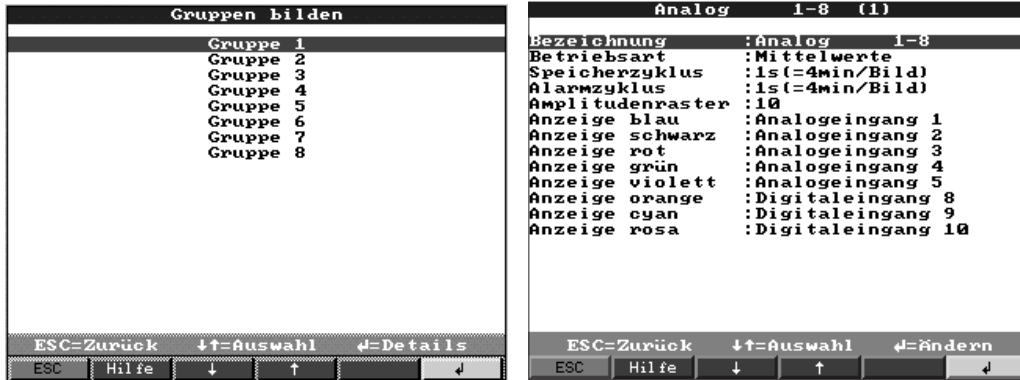 Gruppen bilden
Gruppe 1
Gruppe 2
Gruppe 3
Gruppe 4
Gruppe 5
Gruppe 6
Gruppe 7
Gruppe 8
ESC=Zurück ↓↑=Auswahl ↵=Details
ESC Hilfe ↓ ↑ ↵
Analog 1-8 (1)
Bezeichnung :Analog 1-8
Betriebsart :Mittelwerte
Speicherzyklus :1s(=4min/Bild)
Alarmzyklus :1s(=4min/Bild)
Amplitudenraster :10
Anzeige blau :Analogeingang 1
Anzeige schwarz :Analogeingang 2
Anzeige rot :Analogeingang 3
Anzeige grün :Analogeingang 4
Anzeige violett :Analogeingang 5
Anzeige orange :Digitaleingang 8
Anzeige cyan :Digitaleingang 9
Anzeige rosa :Digitaleingang 10
ESC=Zurück ↓↑=Auswahl ↵=Ändern
ESC Hilfe ↓ ↑ ↵